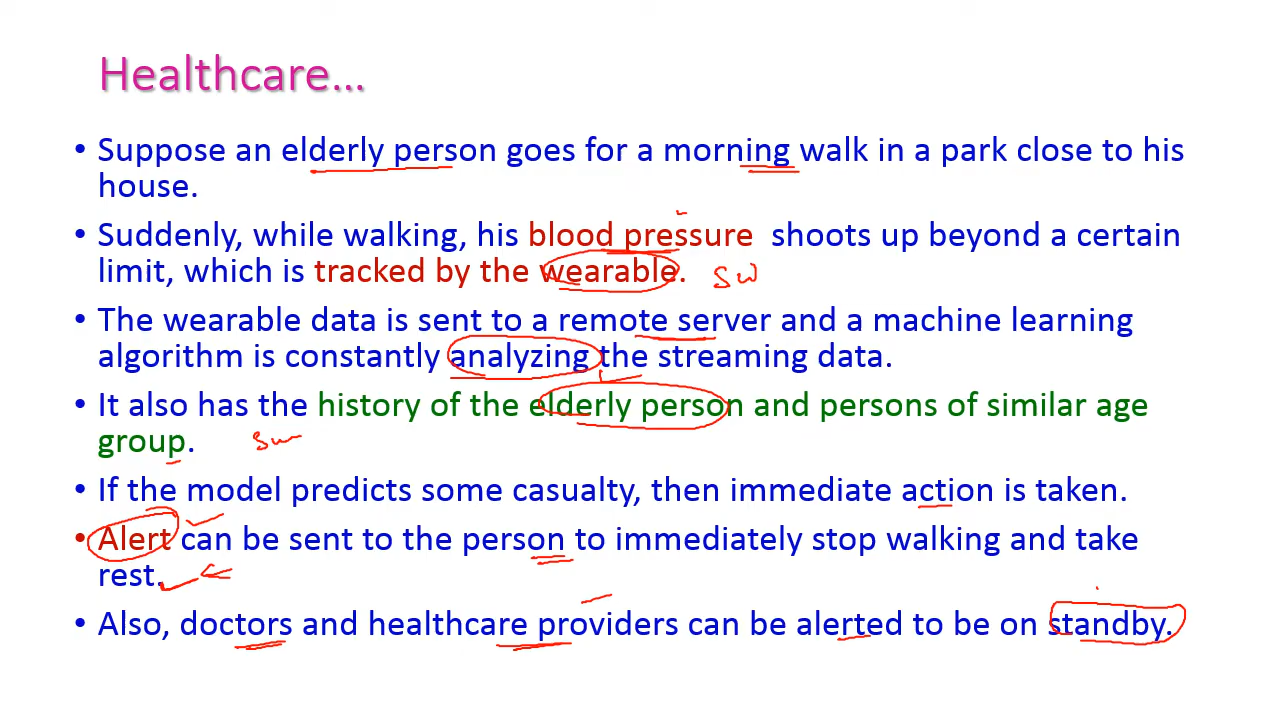 Healthcare...
• Suppose an elderly person goes for a morning walk in a park close to his
house.
• Suddenly, while walking, his blood pressure shoots up beyond a certain
limit, which is tracked by the wearable. SW
• The wearable data is sent to a remote server and a machine learning
algorithm is constantly analyzing the streaming data.
• It also has the history of the elderly person and persons of similar age
group.
• If the model predicts some casualty, then immediate action is taken.
• Alert can be sent to the person to immediately stop walking and take
rest.
• Also, doctors and healthcare providers can be alerted to be on standby.